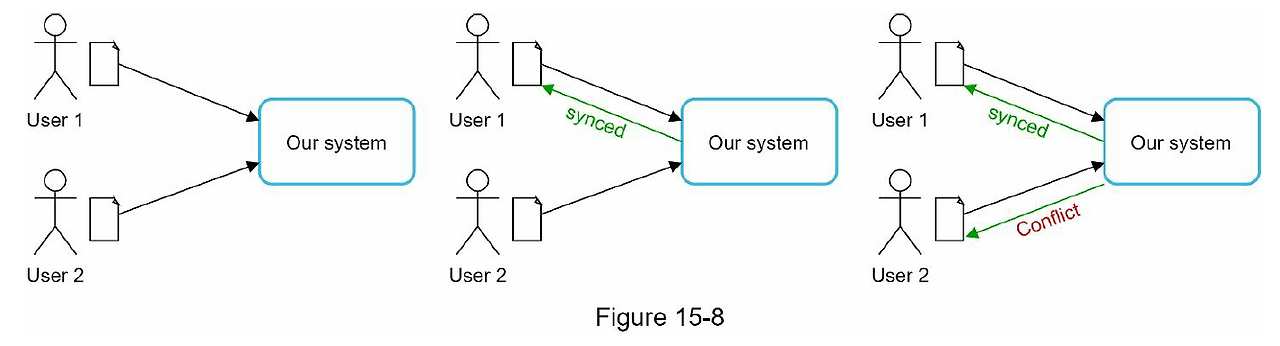 User 1
Our system
User 2
User 1
synced
Our system
User 2
User 1
synced
Our system
Conflict
User 2
Figure 15-8